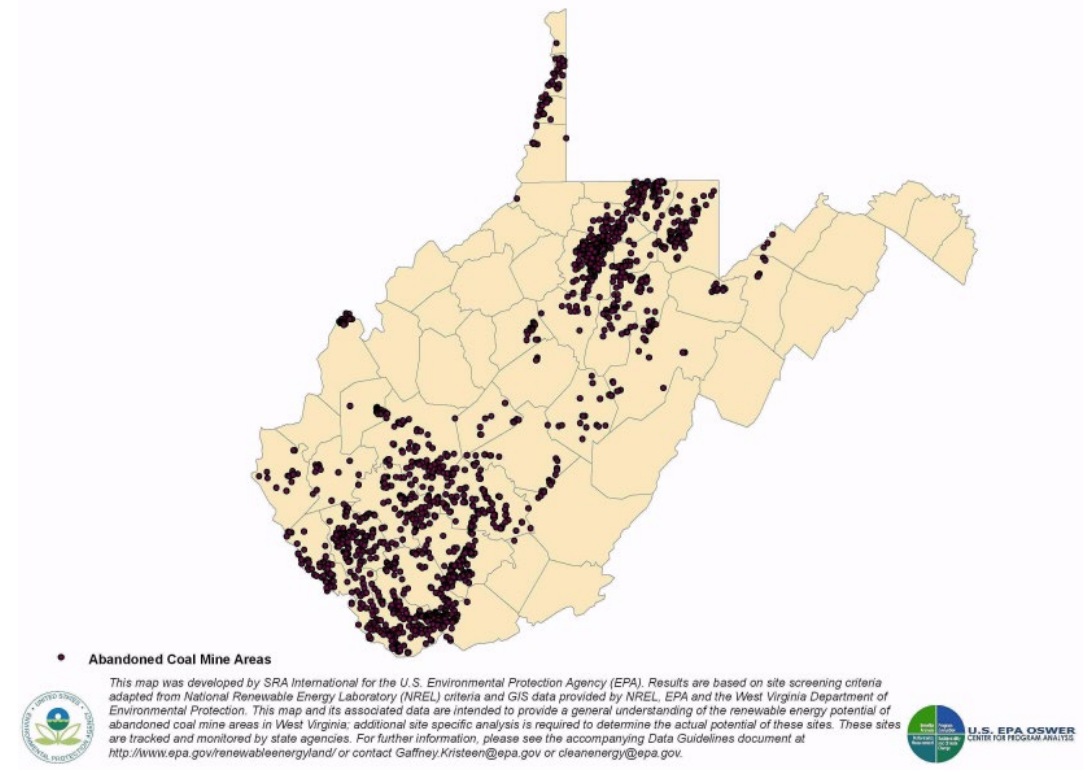 Abandoned Coal Mine Areas
This map was developed by SRA International for the U.S. Environmental Protection Agency (EPA). Results are based on site screening criteria
adapted from National Renewable Energy Laboratory (NREL) criteria and GIS data provided by NREL, EPA and the West Virginia Department of
Environmental Protection. This map and its associated data are intended to provide a general understanding of the renewable energy potential of
abandoned coal mine areas in West Virginia; additional site specific analysis is required to determine the actual potential of these sites. These sites
are tracked and monitored by state agencies. For further information, please see the accompanying Data Guidelines document at
http://www.epa.gov/renewableenergyland/ or contact Gaffney.Kristeen@epa.gov or cleanenergy@epa.gov.
UNITED STATES
U.S. EPA OSWER
CENTER FOR PROGRAM ANALYSIS